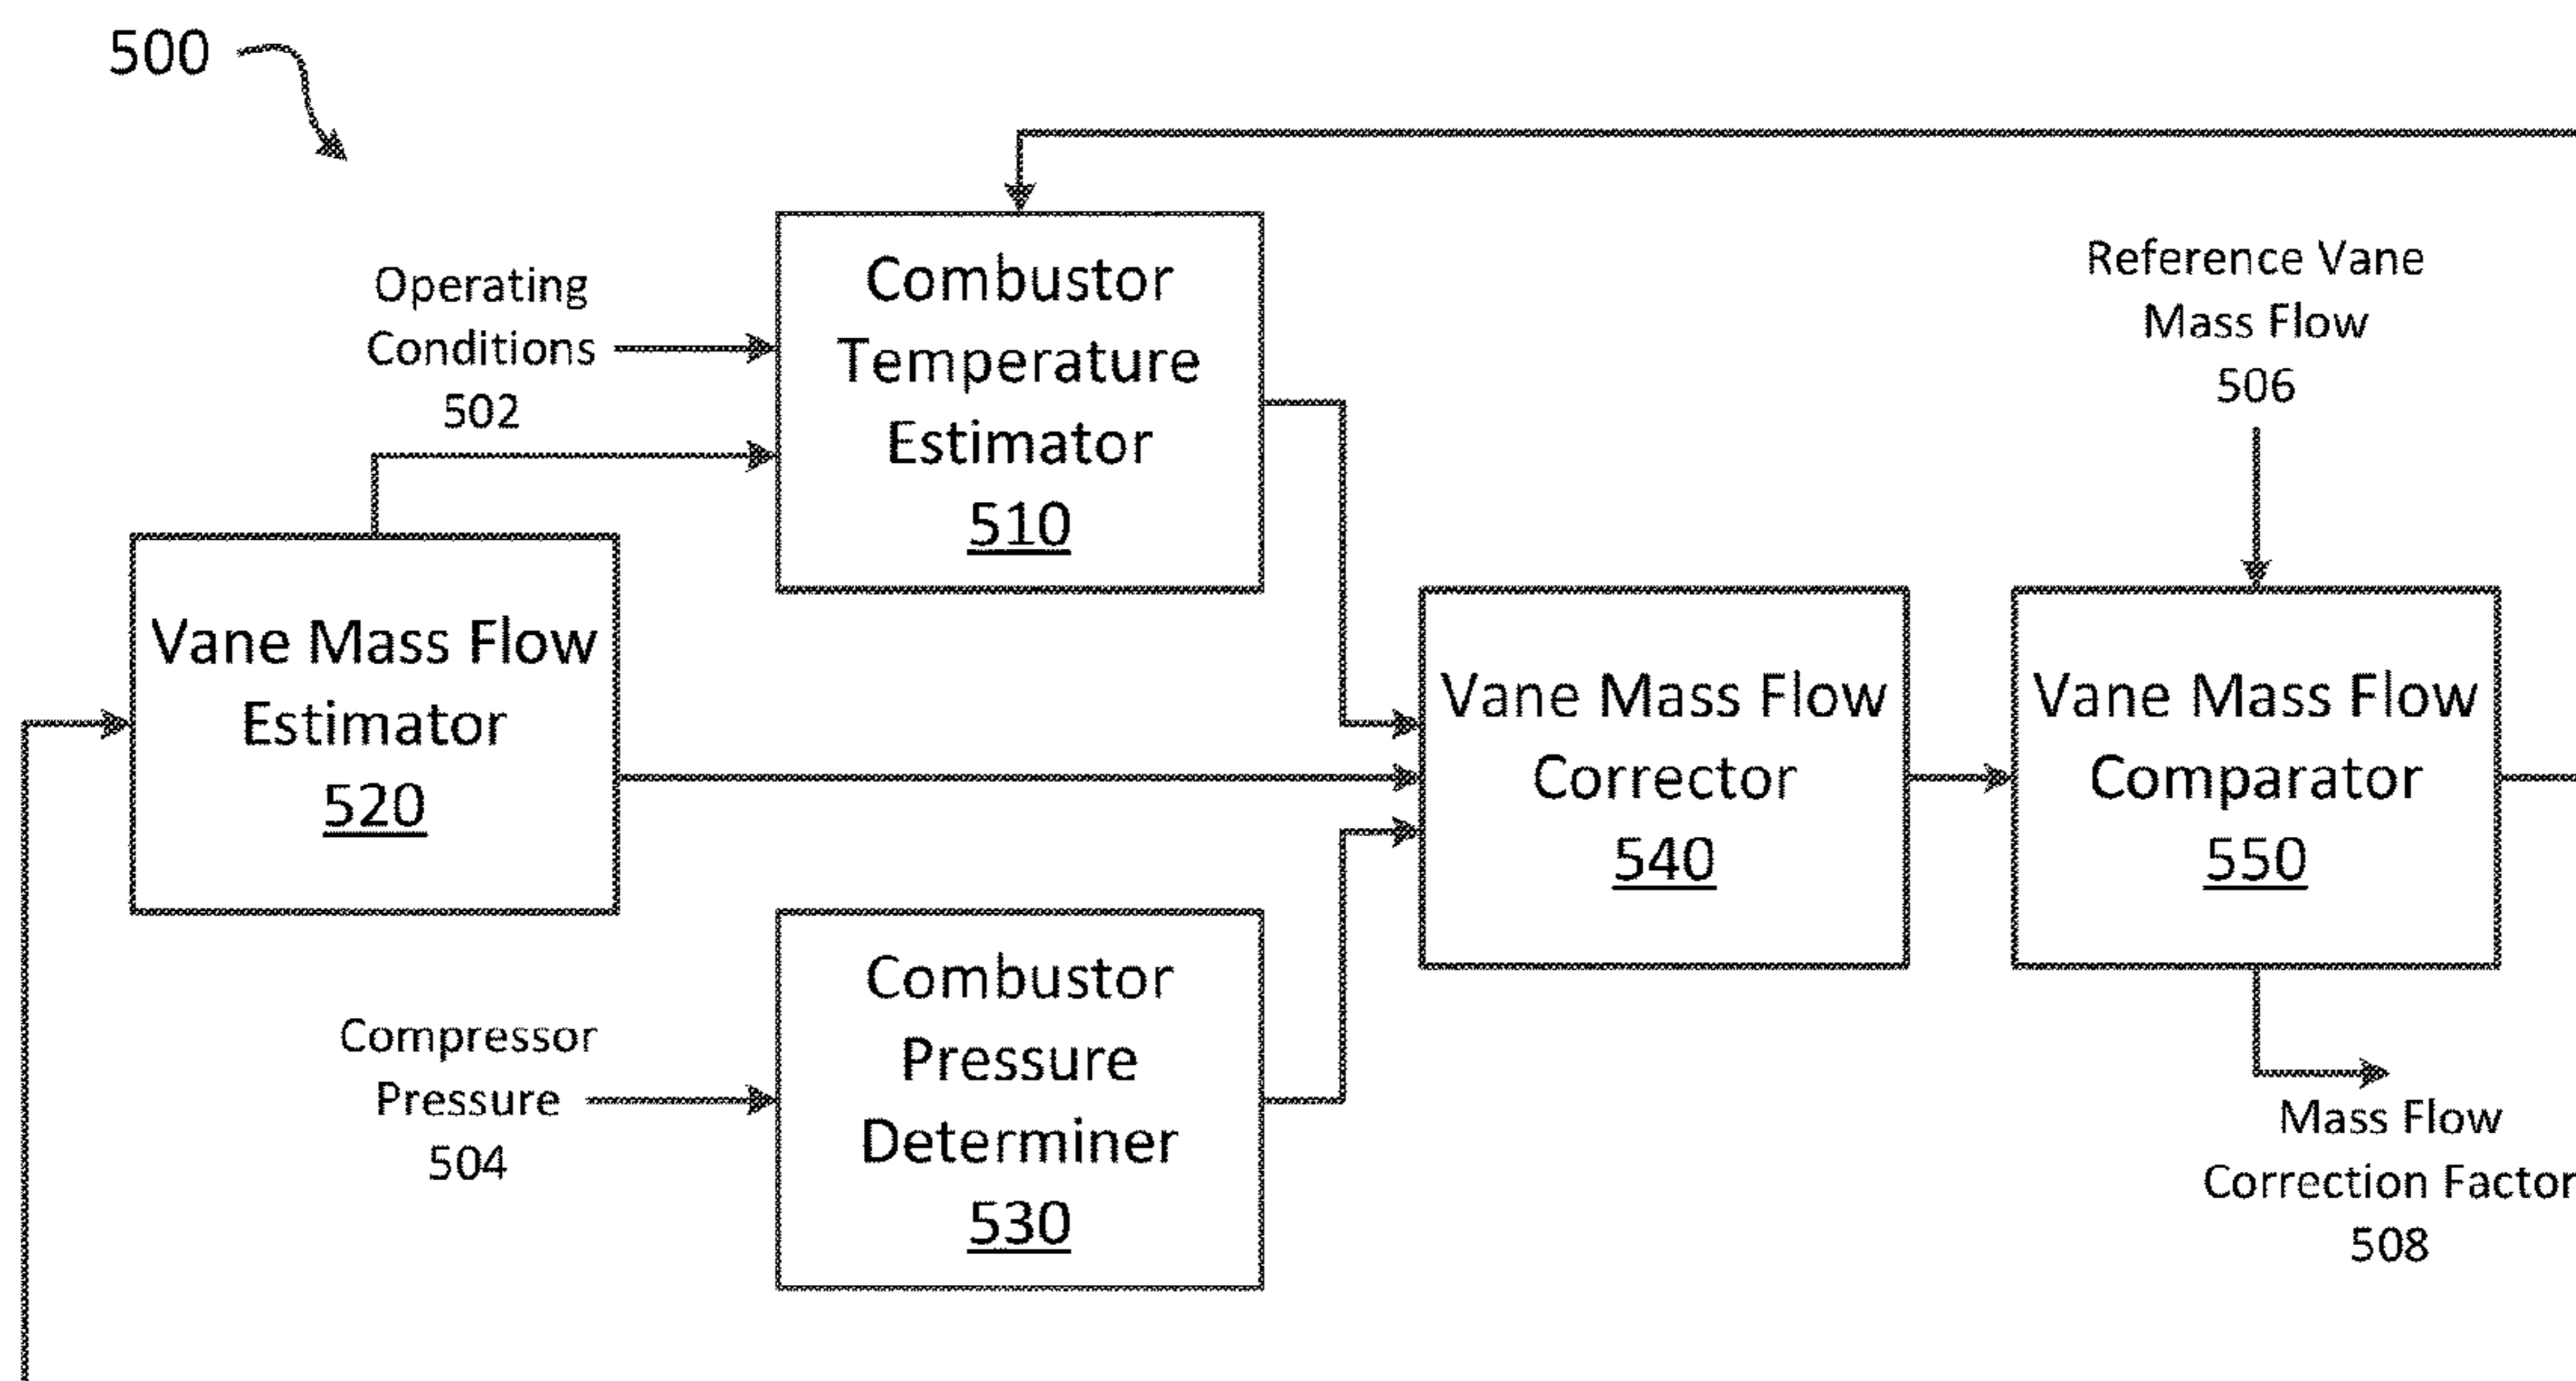 500
Operating
Conditions
502
Combustor
Temperature
Estimator
510
Reference Vane
Mass Flow
506
Vane Mass Flow
Estimator
520
Vane Mass Flow
Corrector
540
Vane Mass Flow
Comparator
550
Compressor
Pressure
504
Combustor
Pressure
Determiner
530
Mass Flow
Correction Factor
508